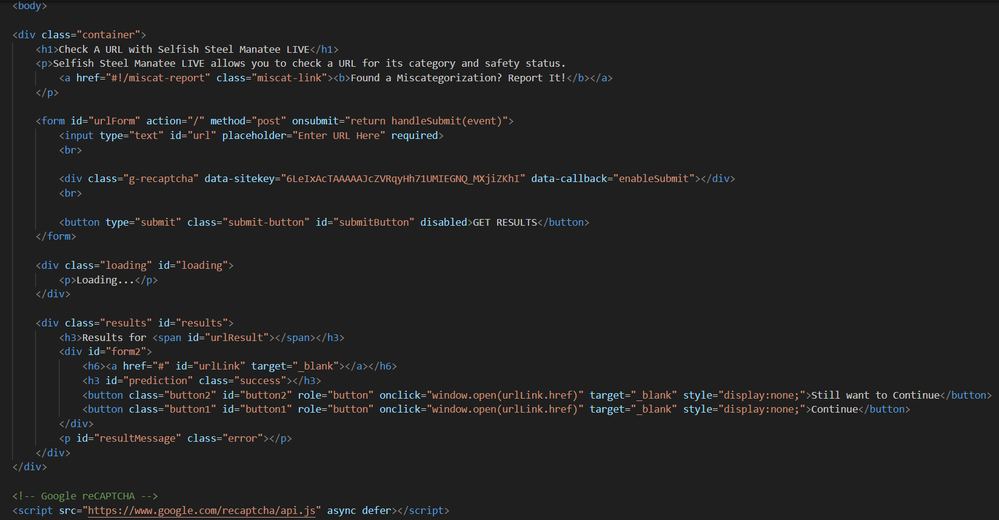 <body>
<div class="container">
<h1>Check A URL with Selfish Steel Manatee LIVE</h1>
<p>Selfish Steel Manatee LIVE allows you to check a URL for its category and safety status.
<a href="#!/miscat-report" class="miscat-link"><b>Found a Miscategorization? Report It!</b></a>
</p>
<form id="urlForm" action="/" method="post" onsubmit="return handleSubmit(event)">
<input type="text" id="url" placeholder="Enter URL Here" required>
<br>
<div class="g-recaptcha" data-sitekey="6LeIxAcTAAAAAJcZVRqyHh71UMIEGNQ_MXjiZKhI" data-callback="enableSubmit"></div>
<br>
<button type="submit" class="submit-button" id="submitButton" disabled>GET RESULTS</button>
</form>
<div class="loading" id="loading">
<p>Loading...</p>
</div>
<div class="results" id="results">
<h3>Results for <span id="urlResult"></span></h3>
<div id="form2">
<h6><a href="#" id="urlLink" target="_blank"></a></h6>
<h3 id="prediction" class="success"></h3>
<button class="button2" id="button2" role="button" onclick="window.open(urlLink.href)" target="_blank" style="display:none;">Still want to Continue</button>
<button class="button1" id="button1" role="button" onclick="window.open(urlLink.href)" target="_blank" style="display:none;">Continue</button>
</div>
<p id="resultMessage" class="error"></p>
</div>
</div>
<!-- Google reCAPTCHA -->
<script src="https://www.google.com/recaptcha/api.js" async defer></script>